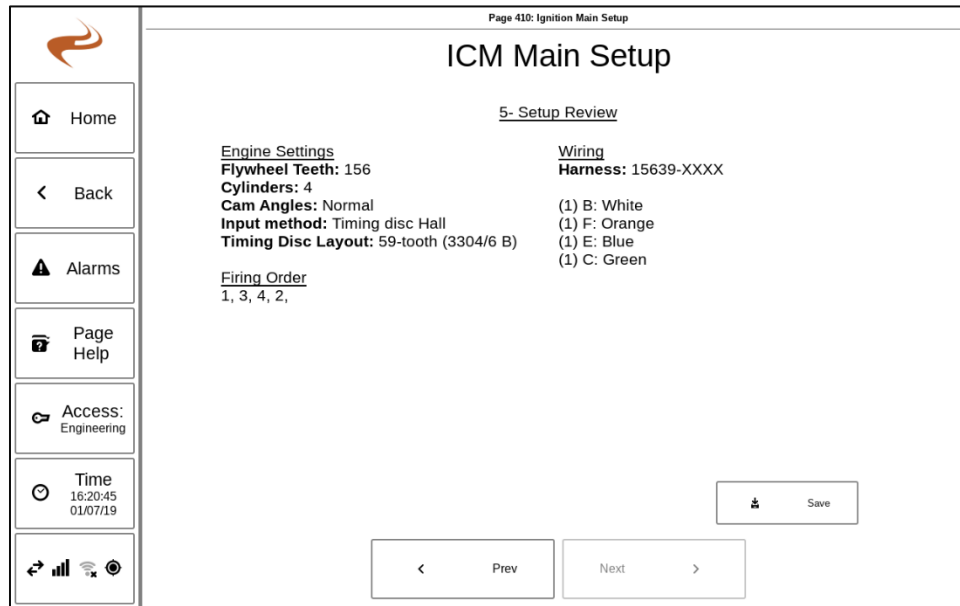 Page 410: Ignition Main Setup
ICM Main Setup
5- Setup Review
Home
Back
Alarms
Page
Help
Access:
Engineering
Time
16:20:45
01/07/19
Engine Settings
Flywheel Teeth: 156
Cylinders: 4
Cam Angles: Normal
Input method: Timing disc Hall
Timing Disc Layout: 59-tooth (3304/6 B)
Firing Order
1, 3, 4, 2,
Wiring
Harness: 15639-XXXX
(1) B: White
(1) F: Orange
(1) E: Blue
(1) C: Green
Save
Prev
Next